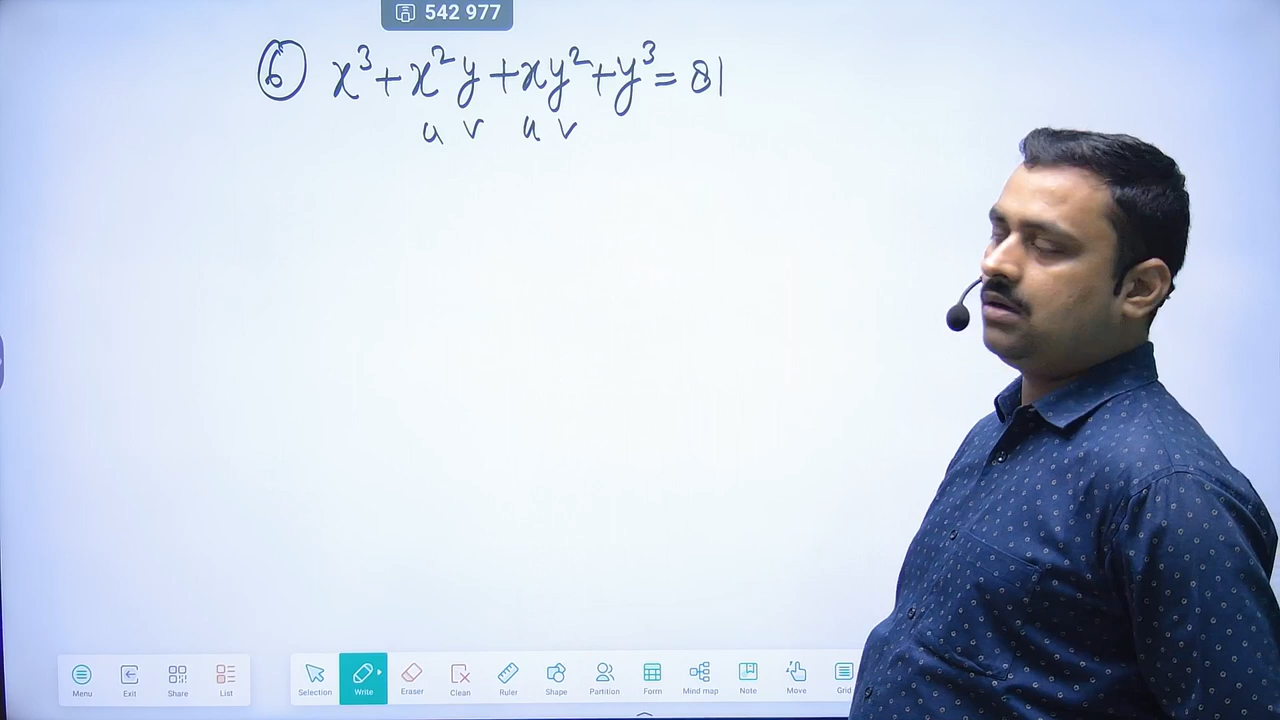 542 977
⑥ x³ + x²y + xy² + y³ = 81
u v u v
Menu Exit Share List Selection Write Eraser Clean Ruler Shape Partition Form Mind map Note Move Grid